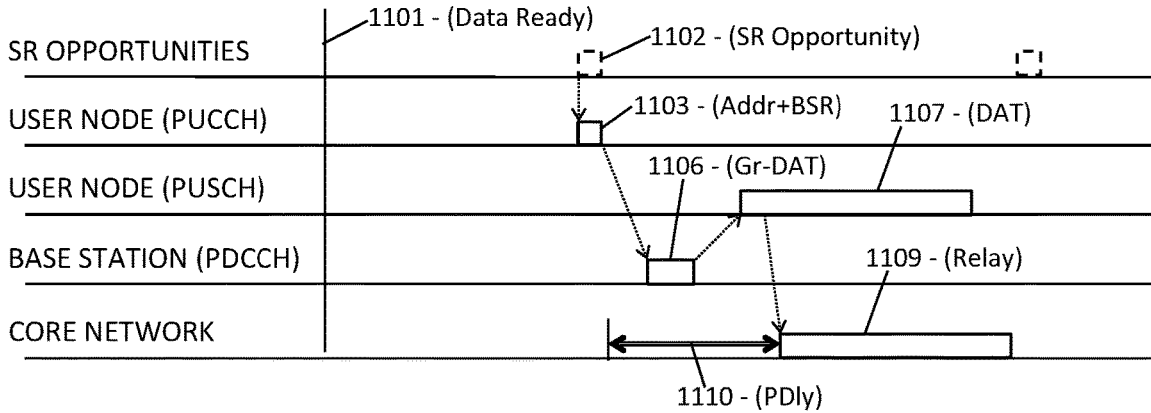 1101 - (Data Ready)
SR OPPORTUNITIES
1102 - (SR Opportunity)
USER NODE (PUCCH)
1103 - (Addr+BSR)
1107 - (DAT)
USER NODE (PUSCH)
1106 - (Gr-DAT)
BASE STATION (PDCCH)
1109 - (Relay)
CORE NETWORK
1110 - (PDly)